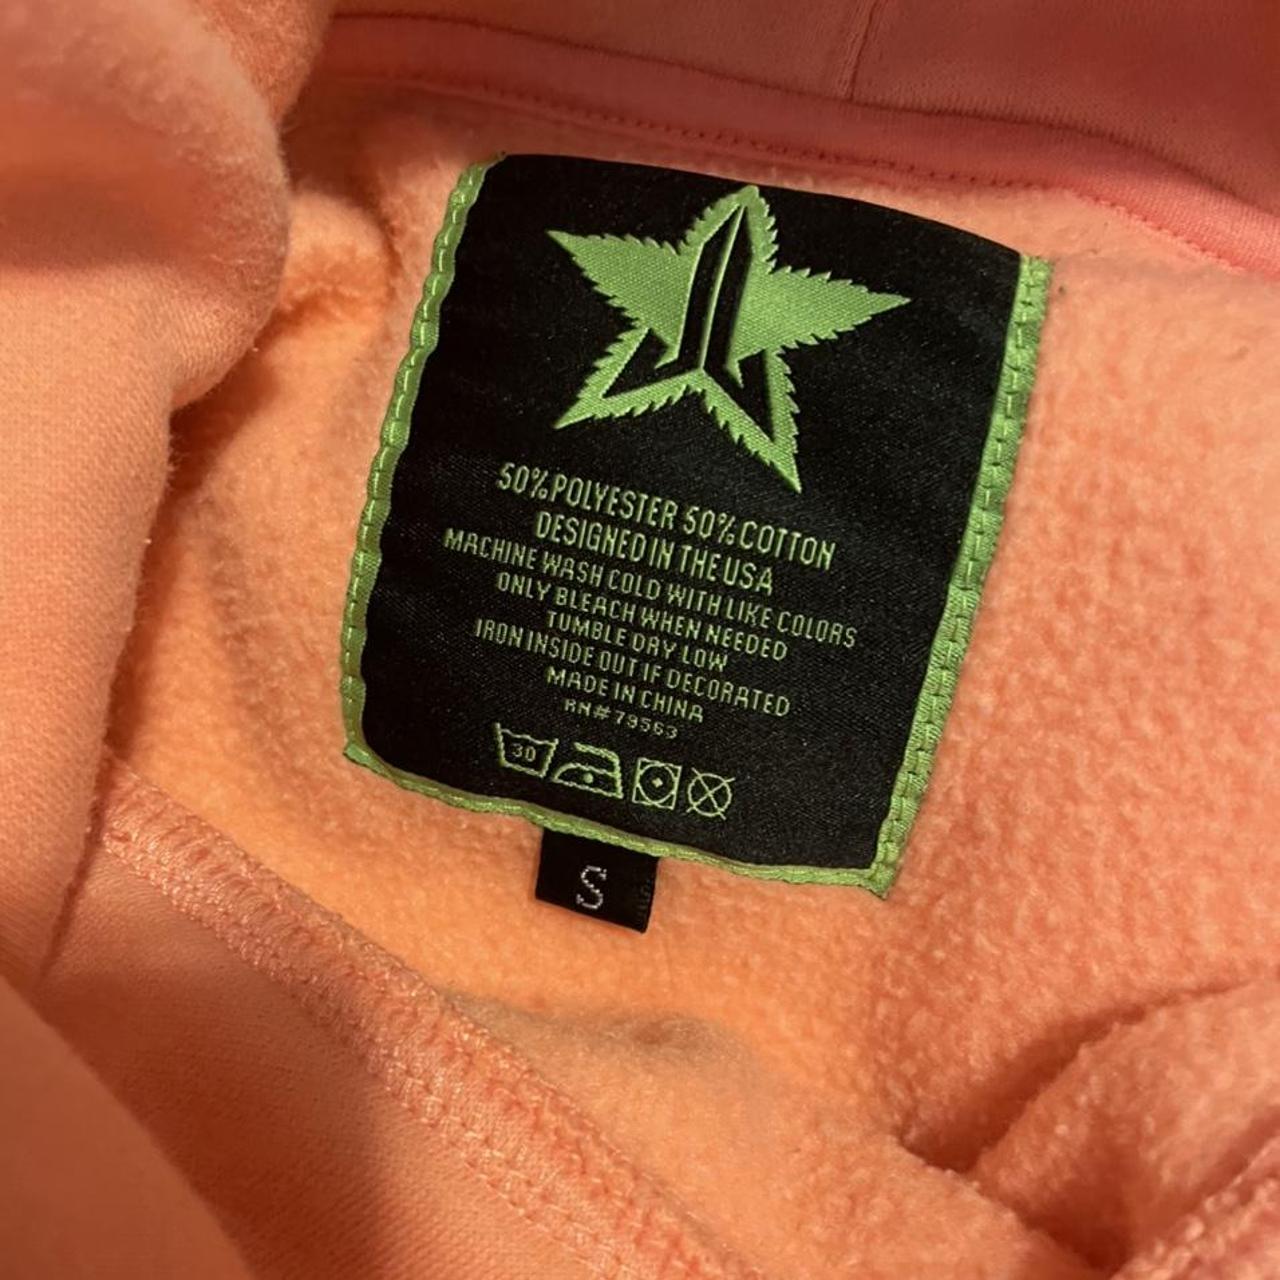 50% POLYESTER 50% COTTON
DESIGNED IN THE USA
MACHINE WASH COLD WITH LIKE COLORS
ONLY BLEACH WHEN NEEDED
TUMBLE DRY LOW
IRON INSIDE OUT IF DECORATED
MADE IN CHINA
RN#79563
30
S